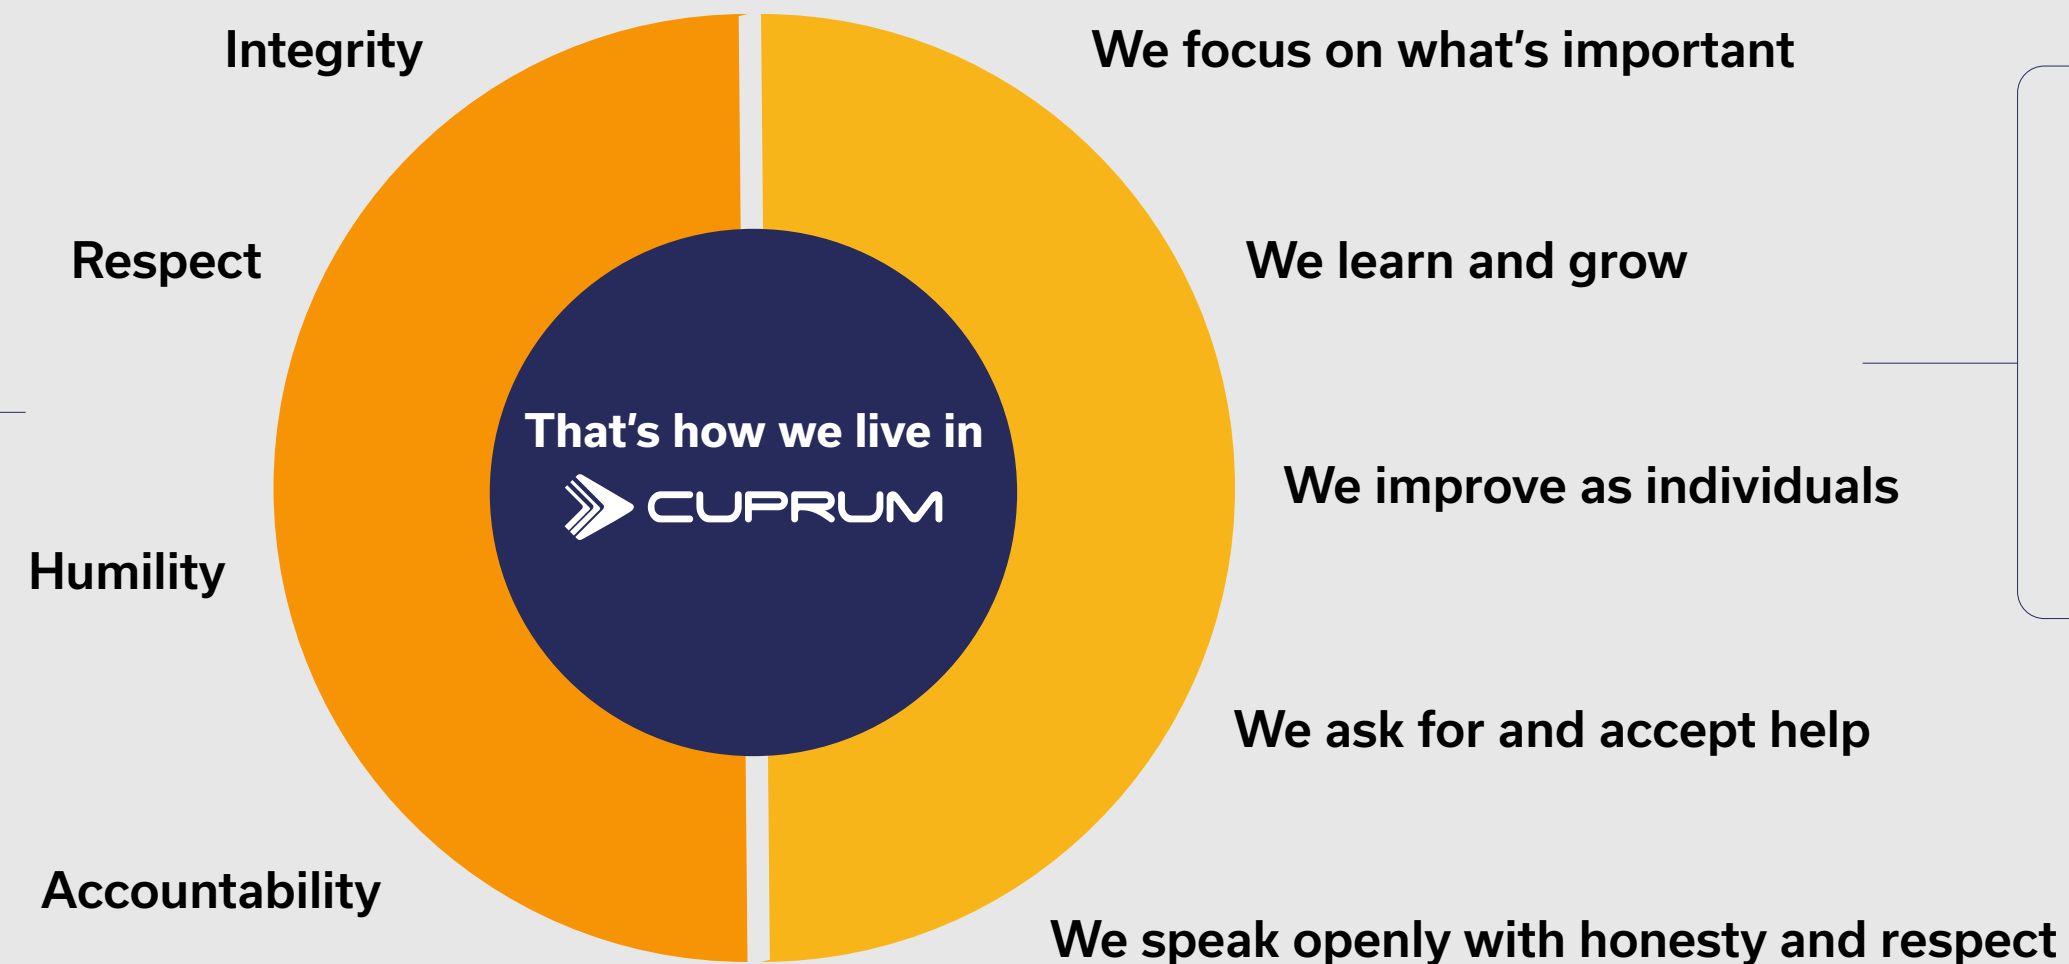 Integrity
Respect
Humility
Accountability
That's how we live in
CUPRUM
We focus on what's important
We learn and grow
We improve as individuals
We ask for and accept help
We speak openly with honesty and respect